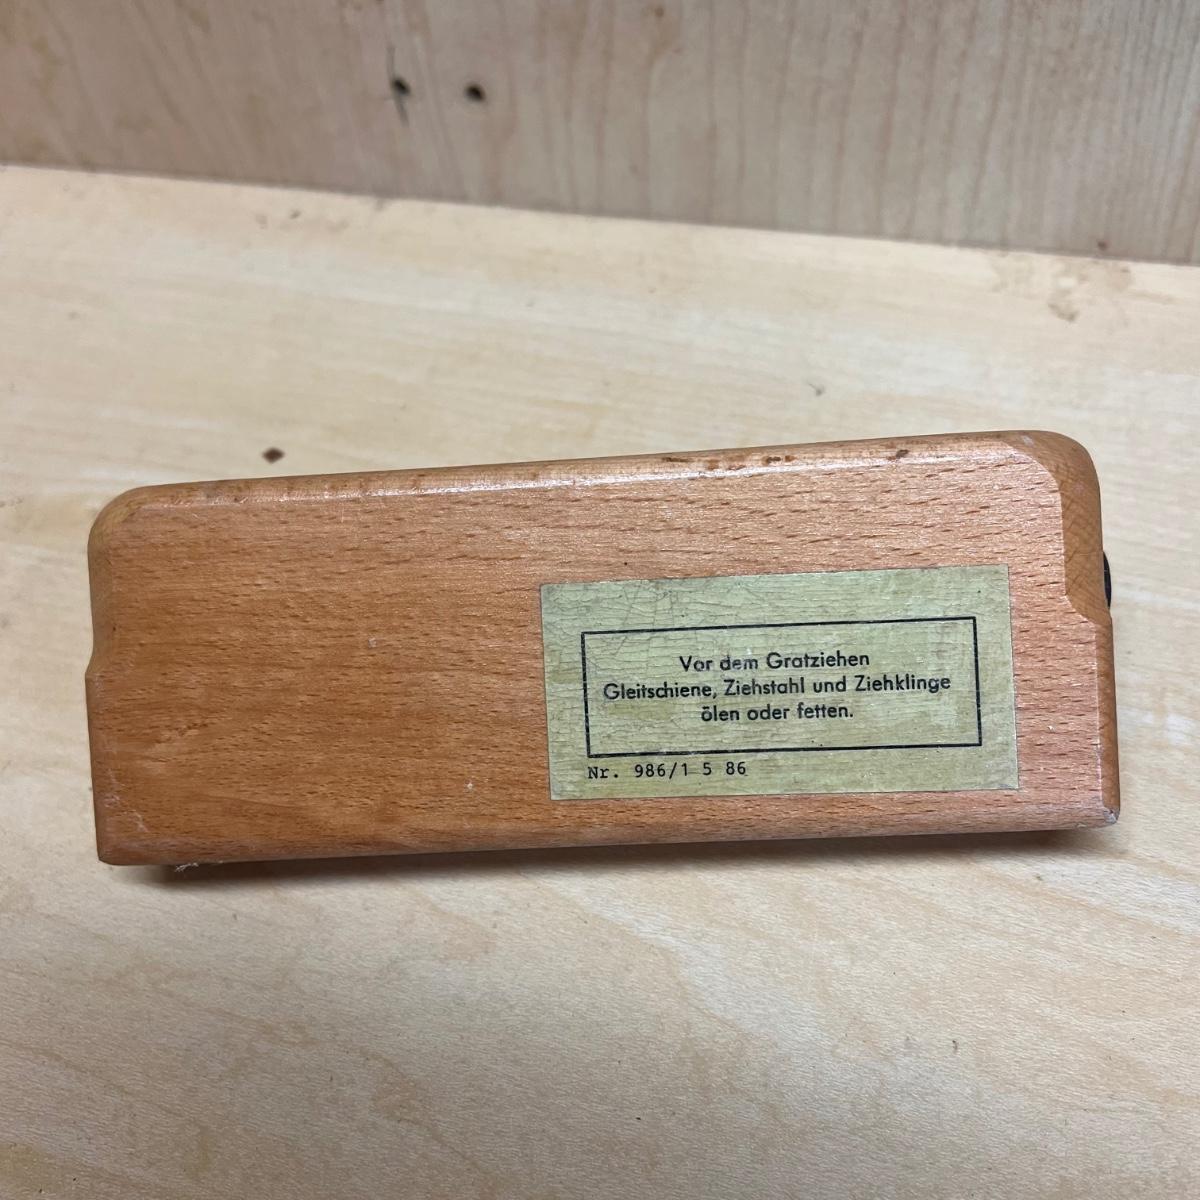 Vor dem Gratziehen
Gleitschiene, Ziehstahl und Ziehklinge
ölen oder fetten.
Nr. 986/1 5 86